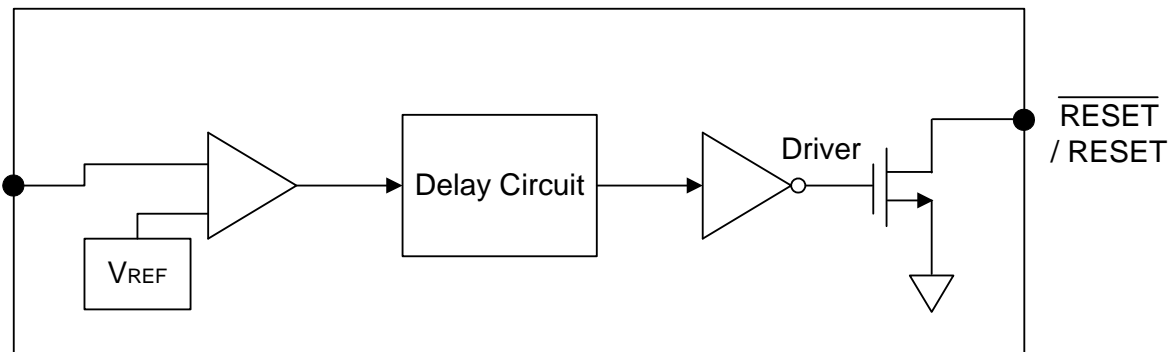 VREF
Delay Circuit
Driver
RESET
/ RESET